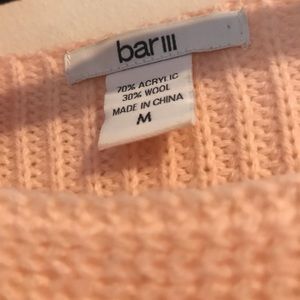 bar III
70% ACRYLIC
30% WOOL
MADE IN CHINA
M